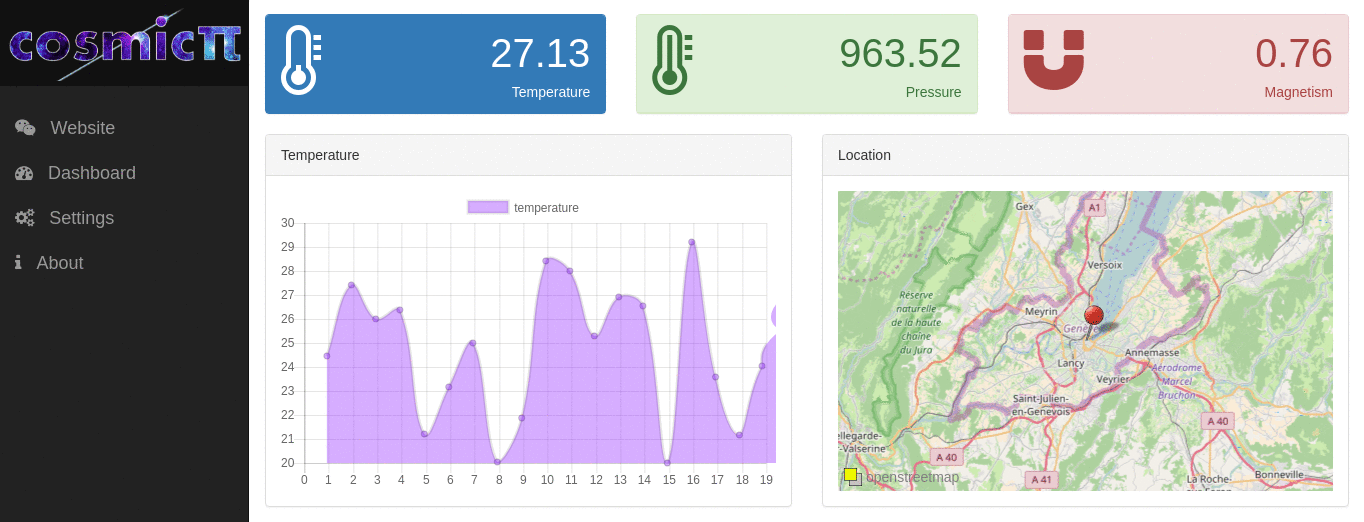 cosmicπ
Website
Dashboard
Settings
About
27.13
Temperature
963.52
Pressure
0.76
Magnetism
Temperature
temperature
30
29
28
27
26
25
24
23
22
21
20
0 1 2 3 4 5 6 7 8 9 10 11 12 13 14 15 16 17 18 19
Location
Gex
A1
Versoix
Réserve
naturelle
de la haute
chaîne
du Jura
Meyrin
Genève
Lancy
Annemasse
Veyrier
Aérodrome
Marcel
Bruchon
Saint-Julien-
en-Genevois
A 40
ellegarde-
r-Valserine
A 40
A 41
openstreetmap
La Roche-
Bonneville